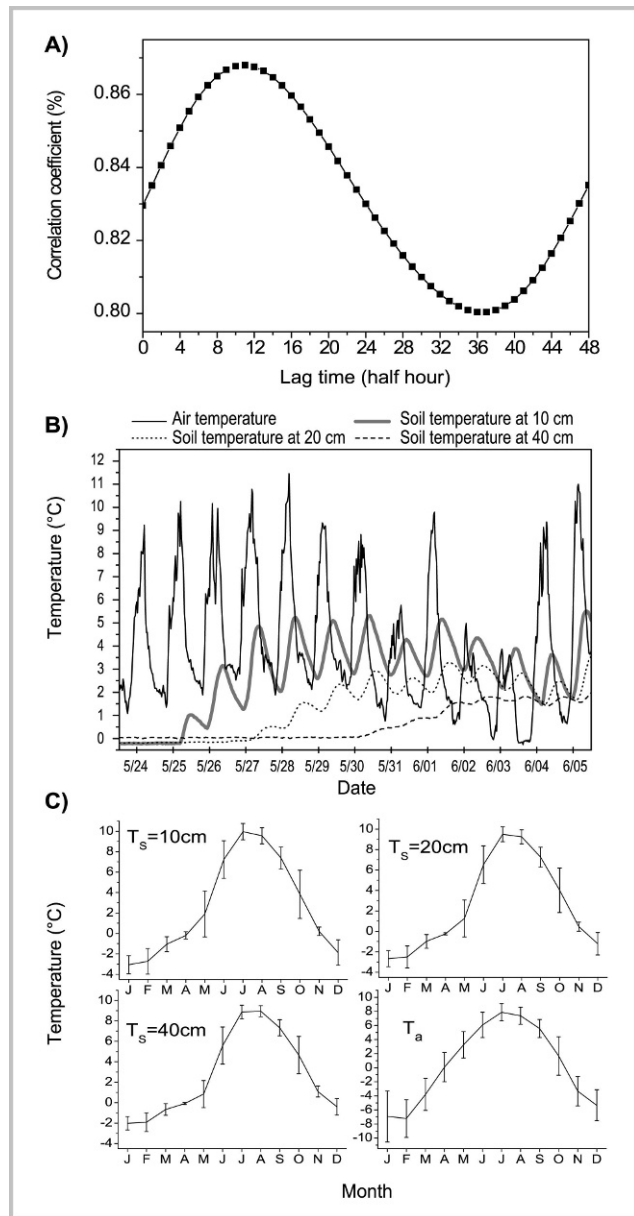 A)
0.86
0.84
0.82
0.80
Correlation coefficient (%)
0 4 8 12 16 20 24 28 32 36 40 44 48
Lag time (half hour)
B)
Air temperature Soil temperature at 10 cm
Soil temperature at 20 cm Soil temperature at 40 cm
12
11
10
9
8
7
6
5
4
3
2
1
0
Temperature (°C)
5/24 5/25 5/26 5/27 5/28 5/29 5/30 5/31 6/01 6/02 6/03 6/04 6/05
Date
C)
Temperature (°C)
Ts=10cm
10
8
6
4
2
0
-2
-4
J F M A M J J A S O N D
Ts=20cm
10
8
6
4
2
0
-2
-4
J F M A M J J A S O N D
Ts=40cm
10
8
6
4
2
0
-2
-4
J F M A M J J A S O N D
Ta
10
8
6
4
2
0
-2
-4
-6
-8
-10
J F M A M J J A S O N D
Month